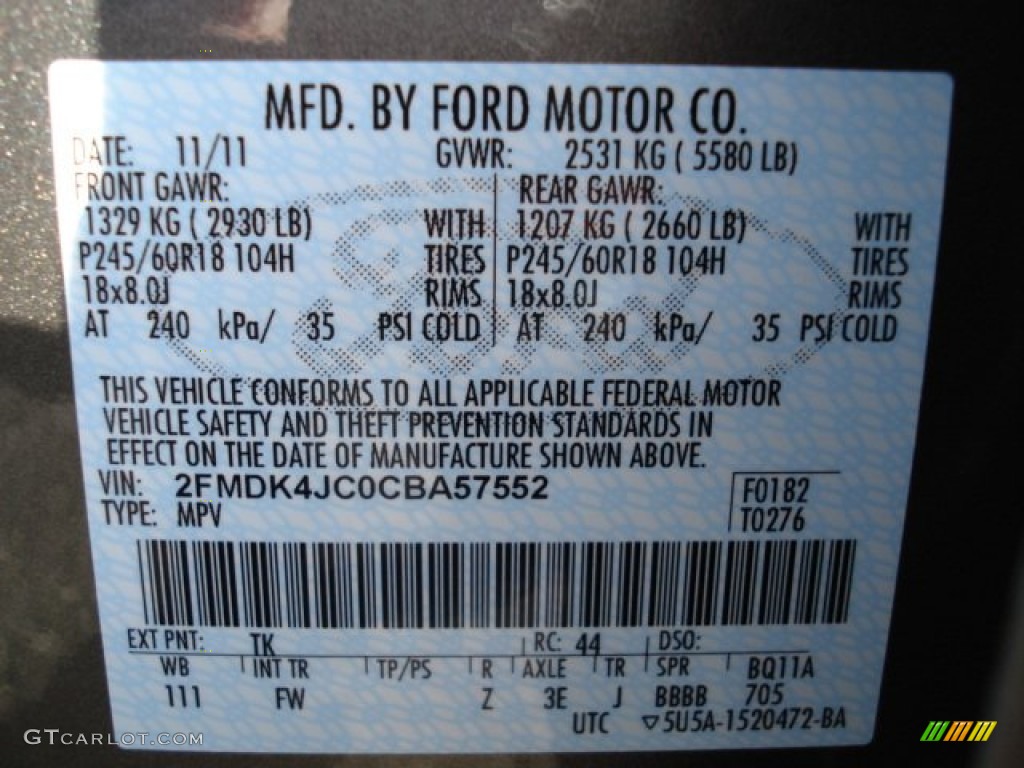 MFD. BY FORD MOTOR CO.
DATE: 11/11 GVWR: 2531 KG ( 5580 LB)
FRONT GAWR: REAR GAWR:
1329 KG ( 2930 LB) WITH 1207 KG ( 2660 LB) WITH
P245/60R18 104H TIRES P245/60R18 104H TIRES
18x8.0J RIMS 18x8.0J RIMS
AT 240 kPa/ 35 PSI COLD AT 240 kPa/ 35 PSI COLD
THIS VEHICLE CONFORMS TO ALL APPLICABLE FEDERAL MOTOR
VEHICLE SAFETY AND THEFT PREVENTION STANDARDS IN
EFFECT ON THE DATE OF MANUFACTURE SHOWN ABOVE.
VIN: 2FMDK4JC0CBA57552 F0182
TYPE: MPV T0276
EXT PNT: TK RC: 44 DSO:
WB INT TR TP/PS R AXLE TR SPR BQ11A
111 FW Z 3E J BBBB 705
UTC ▽5U5A-1520472-BA
GTCARLOT.COM